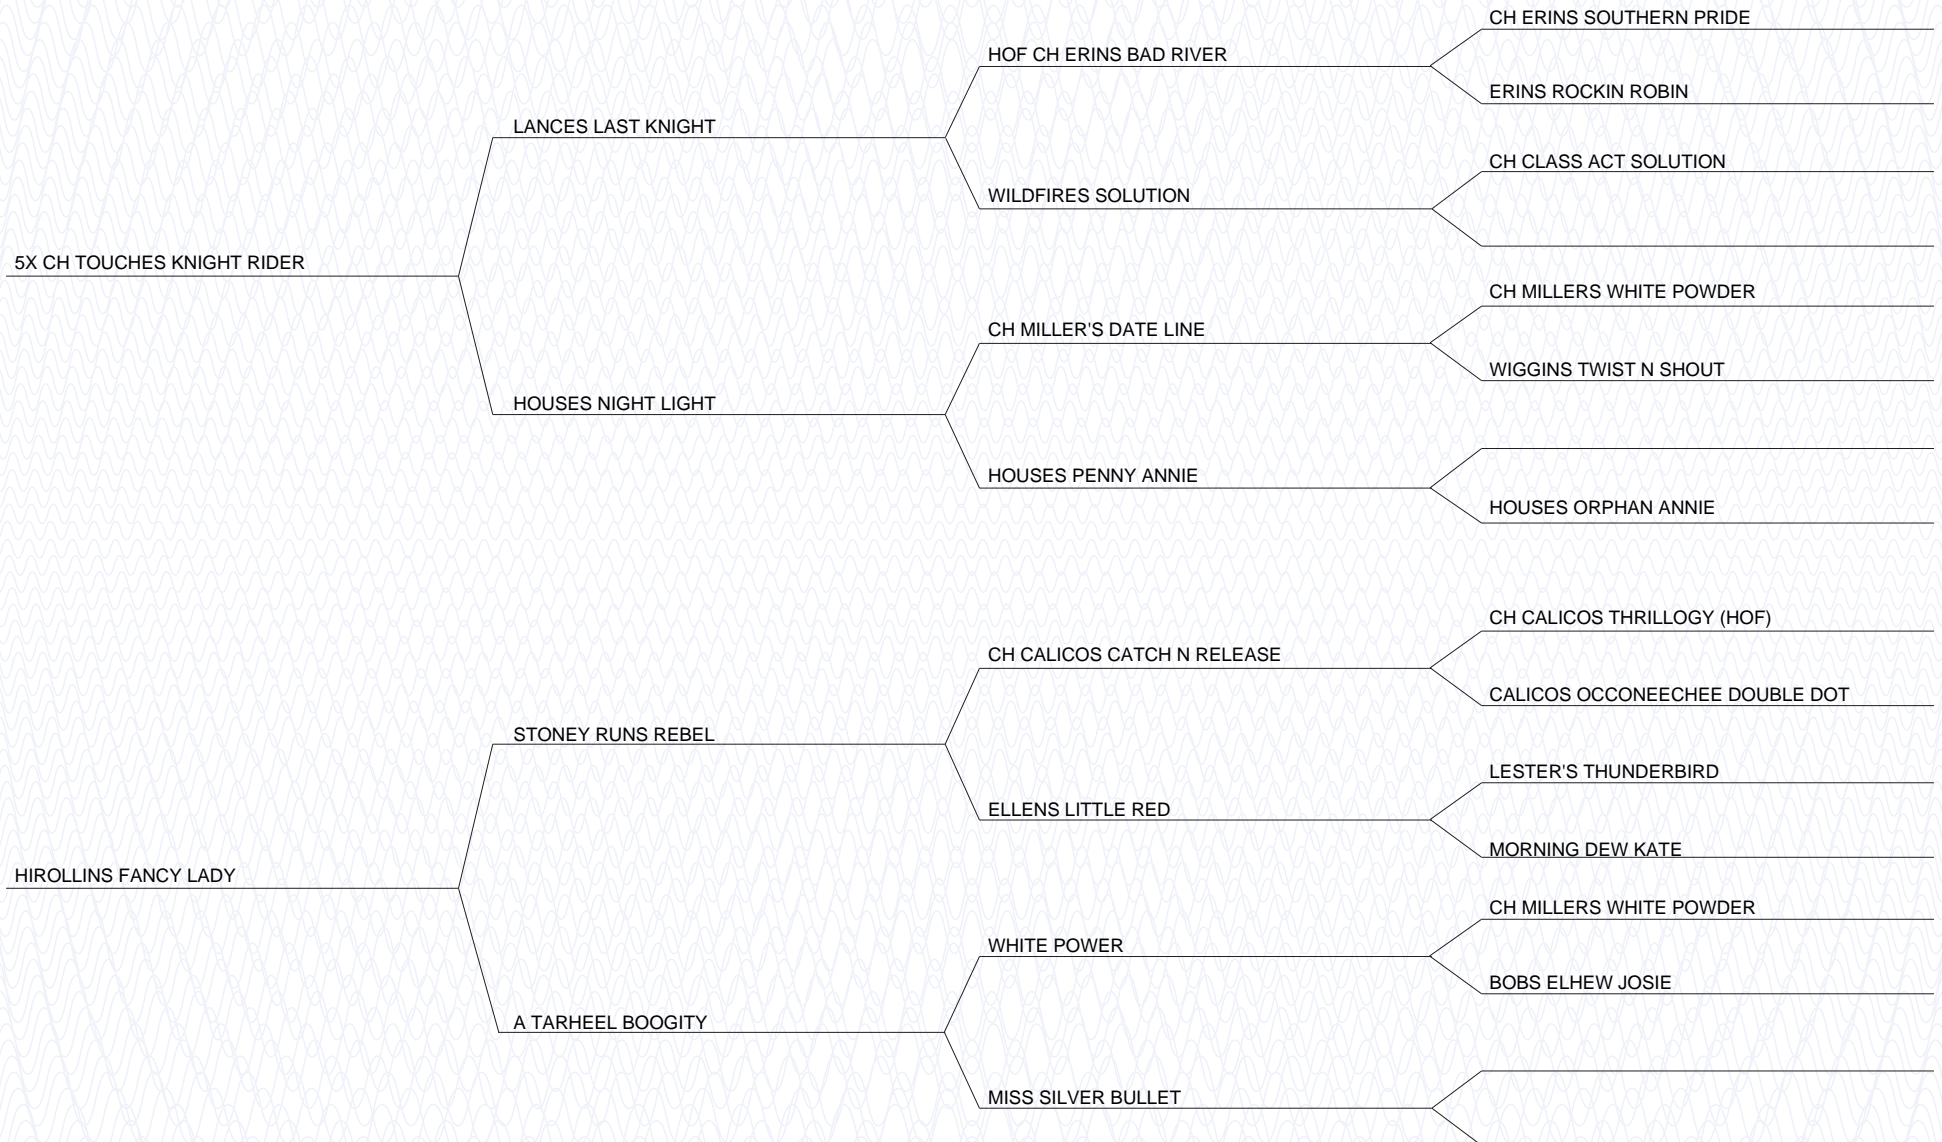 CH ERINS SOUTHERN PRIDE
HOF CH ERINS BAD RIVER
ERINS ROCKIN ROBIN
LANCES LAST KNIGHT
CH CLASS ACT SOLUTION
WILDFIRES SOLUTION
5X CH TOUCHES KNIGHT RIDER
CH MILLERS WHITE POWDER
CH MILLER'S DATE LINE
WIGGINS TWIST N SHOUT
HOUSES NIGHT LIGHT
HOUSES PENNY ANNIE
HOUSES ORPHAN ANNIE
CH CALICOS THRILLOGY (HOF)
CH CALICOS CATCH N RELEASE
CALICOS OCCONEECHEE DOUBLE DOT
STONEY RUNS REBEL
LESTER'S THUNDERBIRD
ELLENS LITTLE RED
MORNING DEW KATE
HIROLLINS FANCY LADY
CH MILLERS WHITE POWDER
WHITE POWER
BOBS ELHEW JOSIE
A TARHEEL BOOGITY
MISS SILVER BULLET